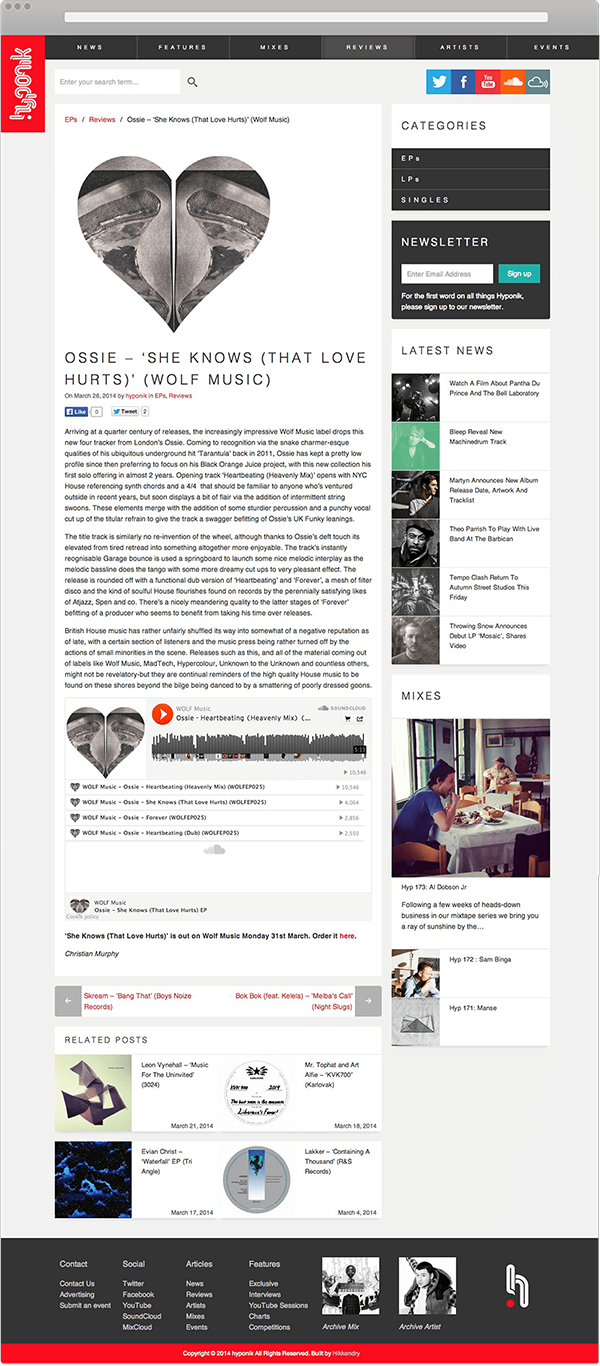 hyponik
NEWS
FEATURES
MIXES
REVIEWS
ARTISTS
EVENTS
Enter your search term...
You
Tube
EPs / Reviews / Ossie – ‘She Knows (That Love Hurts)’ (Wolf Music)
OSSIE – ‘SHE KNOWS (THAT LOVE
HURTS)’ (WOLF MUSIC)
On March 28, 2014 by hyponik in EPs, Reviews
Like 0
Tweet 2
Arriving at a quarter century of releases, the increasingly impressive Wolf Music label drops this
new four tracker from London’s Ossie. Coming to recognition via the snake charmer-esque
qualities of his ubiquitous underground hit ‘Tarantula’ back in 2011, Ossie has kept a pretty low
profile since then preferring to focus on his Black Orange Juice project, with this new collection his
first solo offering in almost 2 years. Opening track ‘Heartbeating (Heavenly Mix)’ opens with NYC
House referencing synth chords and a 4/4 that should be familiar to anyone who’s ventured
outside in recent years, but soon displays a bit of flair via the addition of intermittent string
swoons. These elements merge with the addition of some sturdier percussion and a punchy vocal
cut up of the titular refrain to give the track a swagger befitting of Ossie’s UK Funky leanings.
The title track is similarly no re-invention of the wheel, although thanks to Ossie’s deft touch its
elevated from tired retread into something altogether more enjoyable. The track’s instantly
recognisable Garage bounce is used a springboard to launch some nice melodic interplay as the
melodic bassline does the tango with some more dreamy cut ups to very pleasant effect. The
release is rounded off with a functional dub version of ‘Heartbeating’ and ‘Forever’, a mesh of filter
disco and the kind of soulful House flourishes found on records by the perennially satisfying likes
of Atjazz, Spen and co. There’s a nicely meandering quality to the latter stages of ‘Forever’
befitting of a producer who seems to benefit from taking his time over releases.
British House music has rather unfairly shuffled its way into somewhat of a negative reputation as
of late, with a certain section of listeners and the music press being rather turned off by the
actions of small minorities in the scene. Releases such as this, and all of the material coming out
of labels like Wolf Music, MadTech, Hypercolour, Unknown to the Unknown and countless others,
might not be revelatory-but they are continual reminders of the high quality House music to be
found on these shores beyond the bilge being danced to by a smattering of poorly dressed goons.
WOLF Music
SOUNDCLOUD
Ossie - Heartbeating (Heavenly Mix) (...
5.13
10,546
WOLF Music - Ossie - Heartbeating (Heavenly Mix) (WOLFEP025) 10,546
WOLF Music - Ossie - She Knows (That Love Hurts) (WOLFEP025) 4,064
WOLF Music - Ossie - Forever (WOLFEP025) 2,856
WOLF Music - Ossie - Heartbeating (Dub) (WOLFEP025) 2,550
WOLF Music
Ossie - She Knows (That Love Hurts) EP
Cookie policy
‘She Knows (That Love Hurts)’ is out on Wolf Music Monday 31st March. Order it here.
Christian Murphy
Skream – ‘Bang That’ (Boys Noize
Records)
Bok Bok (feat. Kelela) – ‘Melba’s Call’
(Night Slugs)
RELATED POSTS
Leon Vynehall – ‘Music
For The Uninvited’
(3024)
March 21, 2014
KVK 700 2014
Mr. Tophat and Art
Alfie – ‘KVK700’
(Karlovak)
March 18, 2014
Evian Christ –
‘Waterfall’ EP (Tri
Angle)
March 17, 2014
Lakker – ‘Containing A
Thousand’ (R&S
Records)
March 4, 2014
CATEGORIES
EPs
LPs
SINGLES
NEWSLETTER
Enter Email Address
Sign up
For the first word on all things Hyponik,
please sign up to our newsletter.
LATEST NEWS
Watch A Film About Pantha Du
Prince And The Bell Laboratory
Bleep Reveal New
Machinedrum Track
Martyn Announces New Album
Release Date, Artwork And
Tracklist
Theo Parrish To Play With Live
Band At The Barbican
Tempo Clash Return To
Autumn Street Studios This
Friday
Throwing Snow Announces
Debut LP ‘Mosaic’, Shares
Video
MIXES
Hyp 173: Al Dobson Jr
Following a few weeks of heads-down
business in our mixtape series we bring you
a ray of sunshine by the...
Hyp 172 : Sam Binga
Hyp 171: Manse
Contact
Contact Us
Advertising
Submit an event
Social
Twitter
Facebook
YouTube
SoundCloud
MixCloud
Articles
News
Reviews
Artists
Mixes
Events
Features
Exclusive
Interviews
YouTube Sessions
Charts
Competitions
Archive Mix
Archive Artist
Copyright © 2014 hyponik All Rights Reserved. Built by Hikkendry